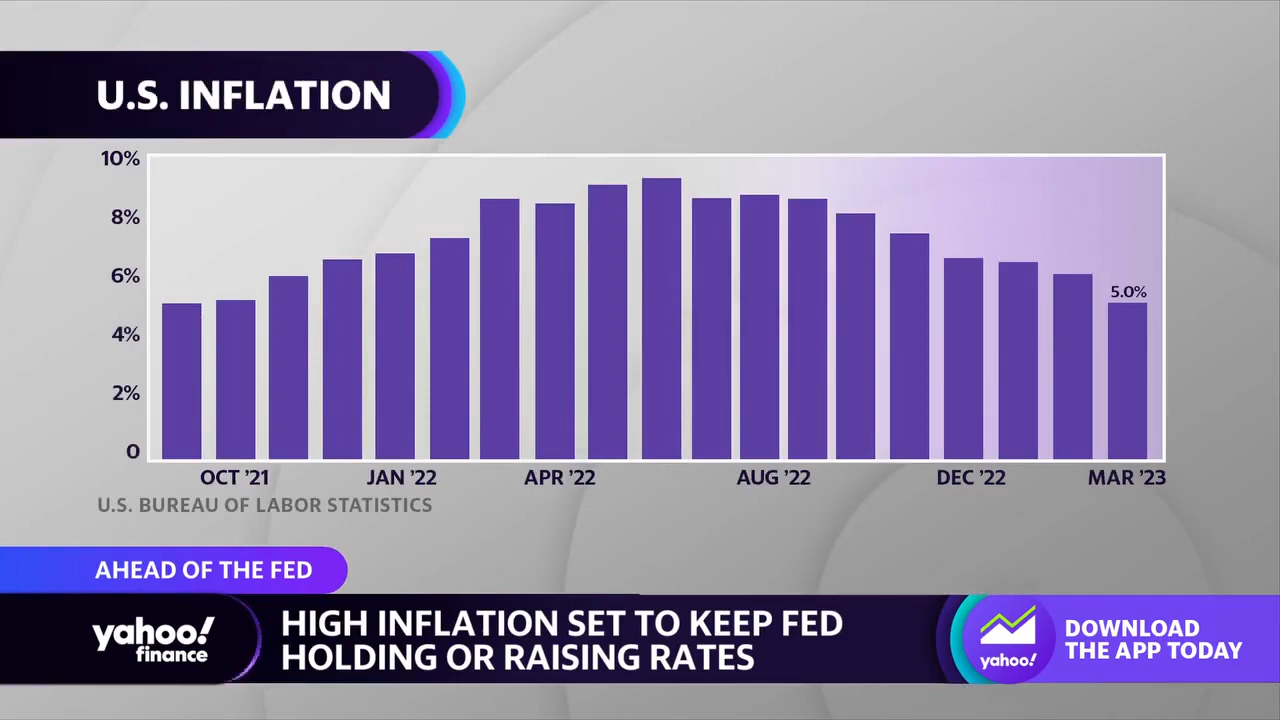 U.S. INFLATION
10%
8%
6%
4%
2%
0
5.0%
OCT ’21 JAN ’22 APR ’22 AUG ’22 DEC ’22 MAR ’23
U.S. BUREAU OF LABOR STATISTICS
AHEAD OF THE FED
yahoo!
finance
HIGH INFLATION SET TO KEEP FED
HOLDING OR RAISING RATES
yahoo!
DOWNLOAD
THE APP TODAY